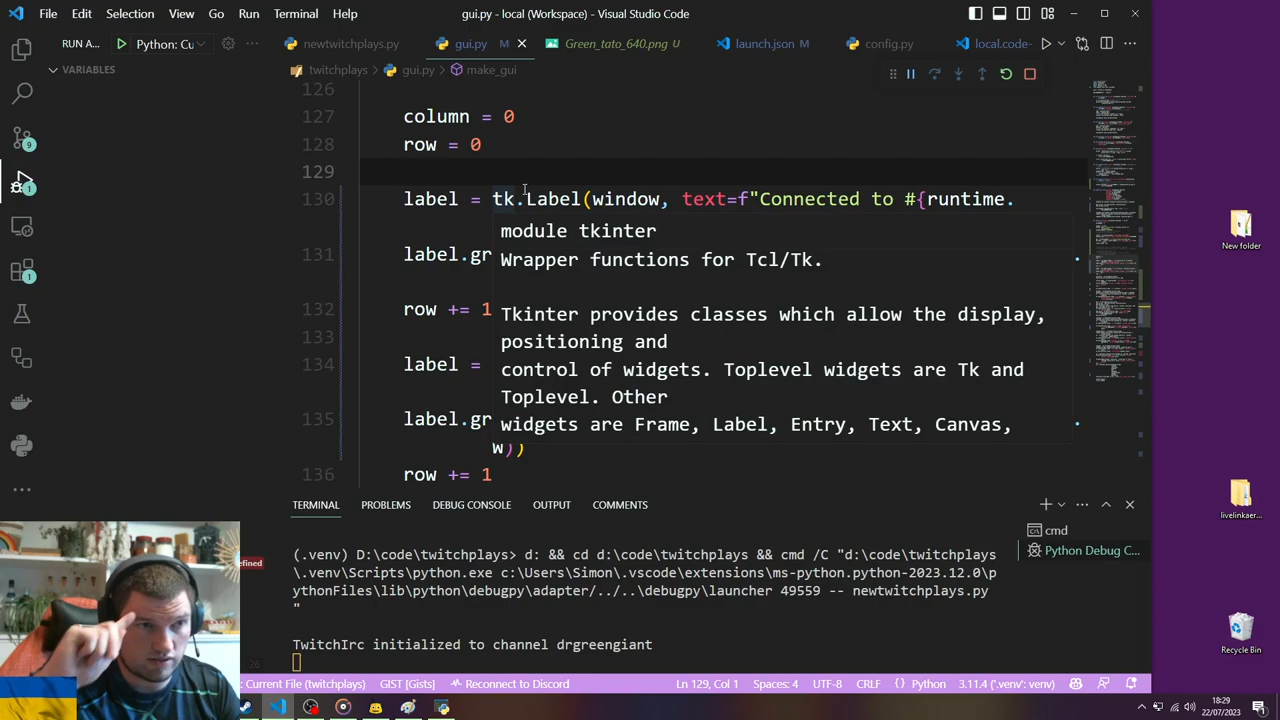 File Edit Selection View Go Run Terminal Help
gui.py - local (Workspace) - Visual Studio Code
RUN A... Python: Cu
newtwitchplays.py gui.py M Green_tato_640.png U launch.json M config.py local.code-
VARIABLES
twitchplays > gui.py > make_gui
126
127 column = 0
128 row = 0
129
130 label = tk.Label(window, text=f"Connected to #{runtime.
module tkinter
Wrapper functions for Tcl/Tk.
label.gr
row += 1
Tkinter provides classes which allow the display,
positioning and
134 label =
control of widgets. Toplevel widgets are Tk and
Toplevel. Other
135 label.gr
widgets are Frame, Label, Entry, Text, Canvas,
w))
136 row += 1
TERMINAL PROBLEMS DEBUG CONSOLE OUTPUT COMMENTS
cmd
Python Debug C...
(.venv) D:\code\twitchplays> d: && cd d:\code\twitchplays && cmd /C "d:\code\twitchplays
\.venv\Scripts\python.exe c:\Users\Simon\.vscode\extensions\ms-python.python-2023.12.0\p
ythonFiles\lib\python\debugpy\adapter/../..\debugpy\launcher 49559 -- newtwitchplays.py
"
TwitchIrc initialized to channel drgreengiant
efined
26
: Current File (twitchplays) GIST [Gists] Reconnect to Discord Ln 129, Col 1 Spaces: 4 UTF-8 CRLF Python 3.11.4 ('.venv': venv)
New folder
livelinkaer...
Recycle Bin
9
1
1
18:29
22/07/2023
1